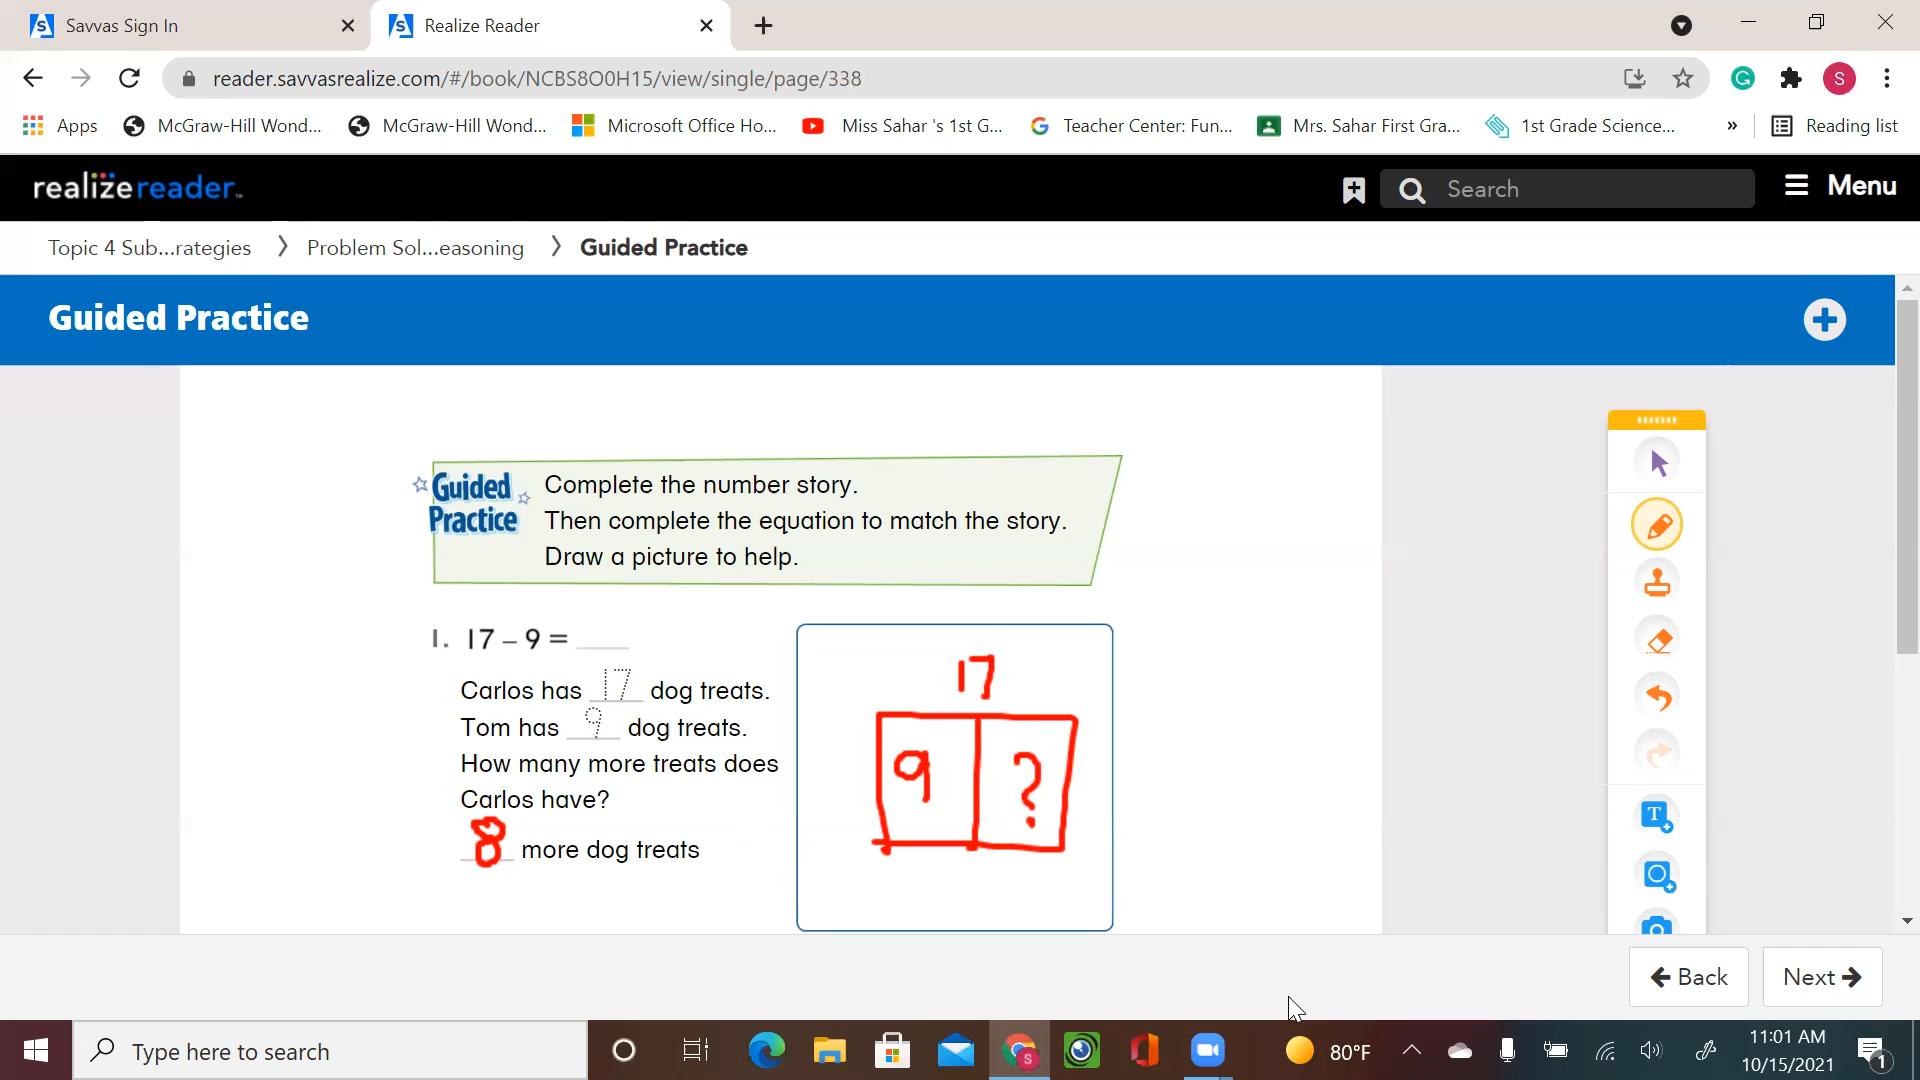 Savvas Sign In
Realize Reader
reader.savvasrealize.com/#/book/NCBS8O0H15/view/single/page/338
S
Apps
McGraw-Hill Wond...
McGraw-Hill Wond...
Microsoft Office Ho...
Miss Sahar 's 1st G...
Teacher Center: Fun...
Mrs. Sahar First Gra...
1st Grade Science...
»
Reading list
realizereader
Search
Menu
Topic 4 Sub...rategies
Problem Sol...easoning
Guided Practice
Guided Practice
Guided
Practice
Complete the number story.
Then complete the equation to match the story.
Draw a picture to help.
1. 17 – 9 = ___
Carlos has 17 dog treats.
Tom has 9 dog treats.
How many more treats does
Carlos have?
8 more dog treats
17
9 ?
T
Back
Next
Type here to search
80°F
11:01 AM
10/15/2021
1